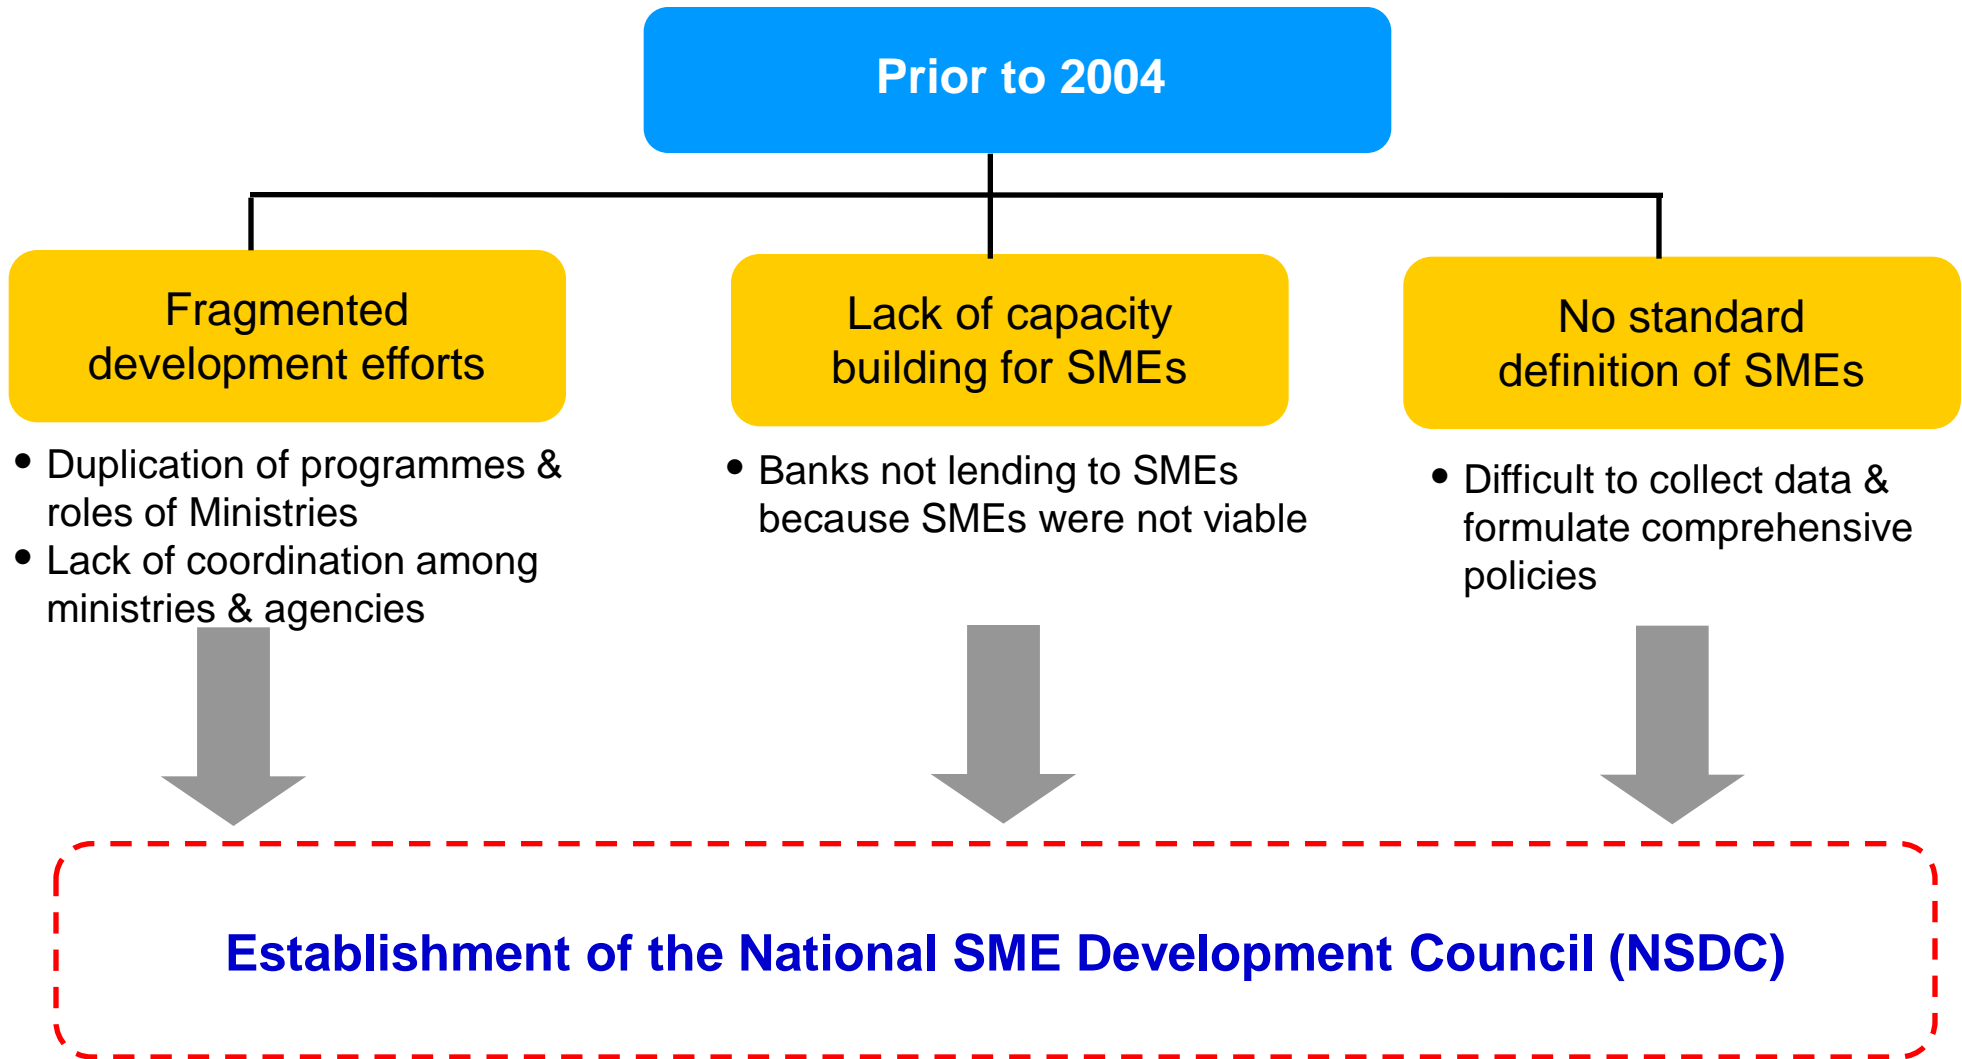 Prior to 2004
Fragmented
development efforts
• Duplication of programmes &
roles of Ministries
• Lack of coordination among
ministries & agencies
Lack of capacity
building for SMEs
• Banks not lending to SMEs
because SMEs were not viable
No standard
definition of SMEs
• Difficult to collect data &
formulate comprehensive
policies
Establishment of the National SME Development Council (NSDC)